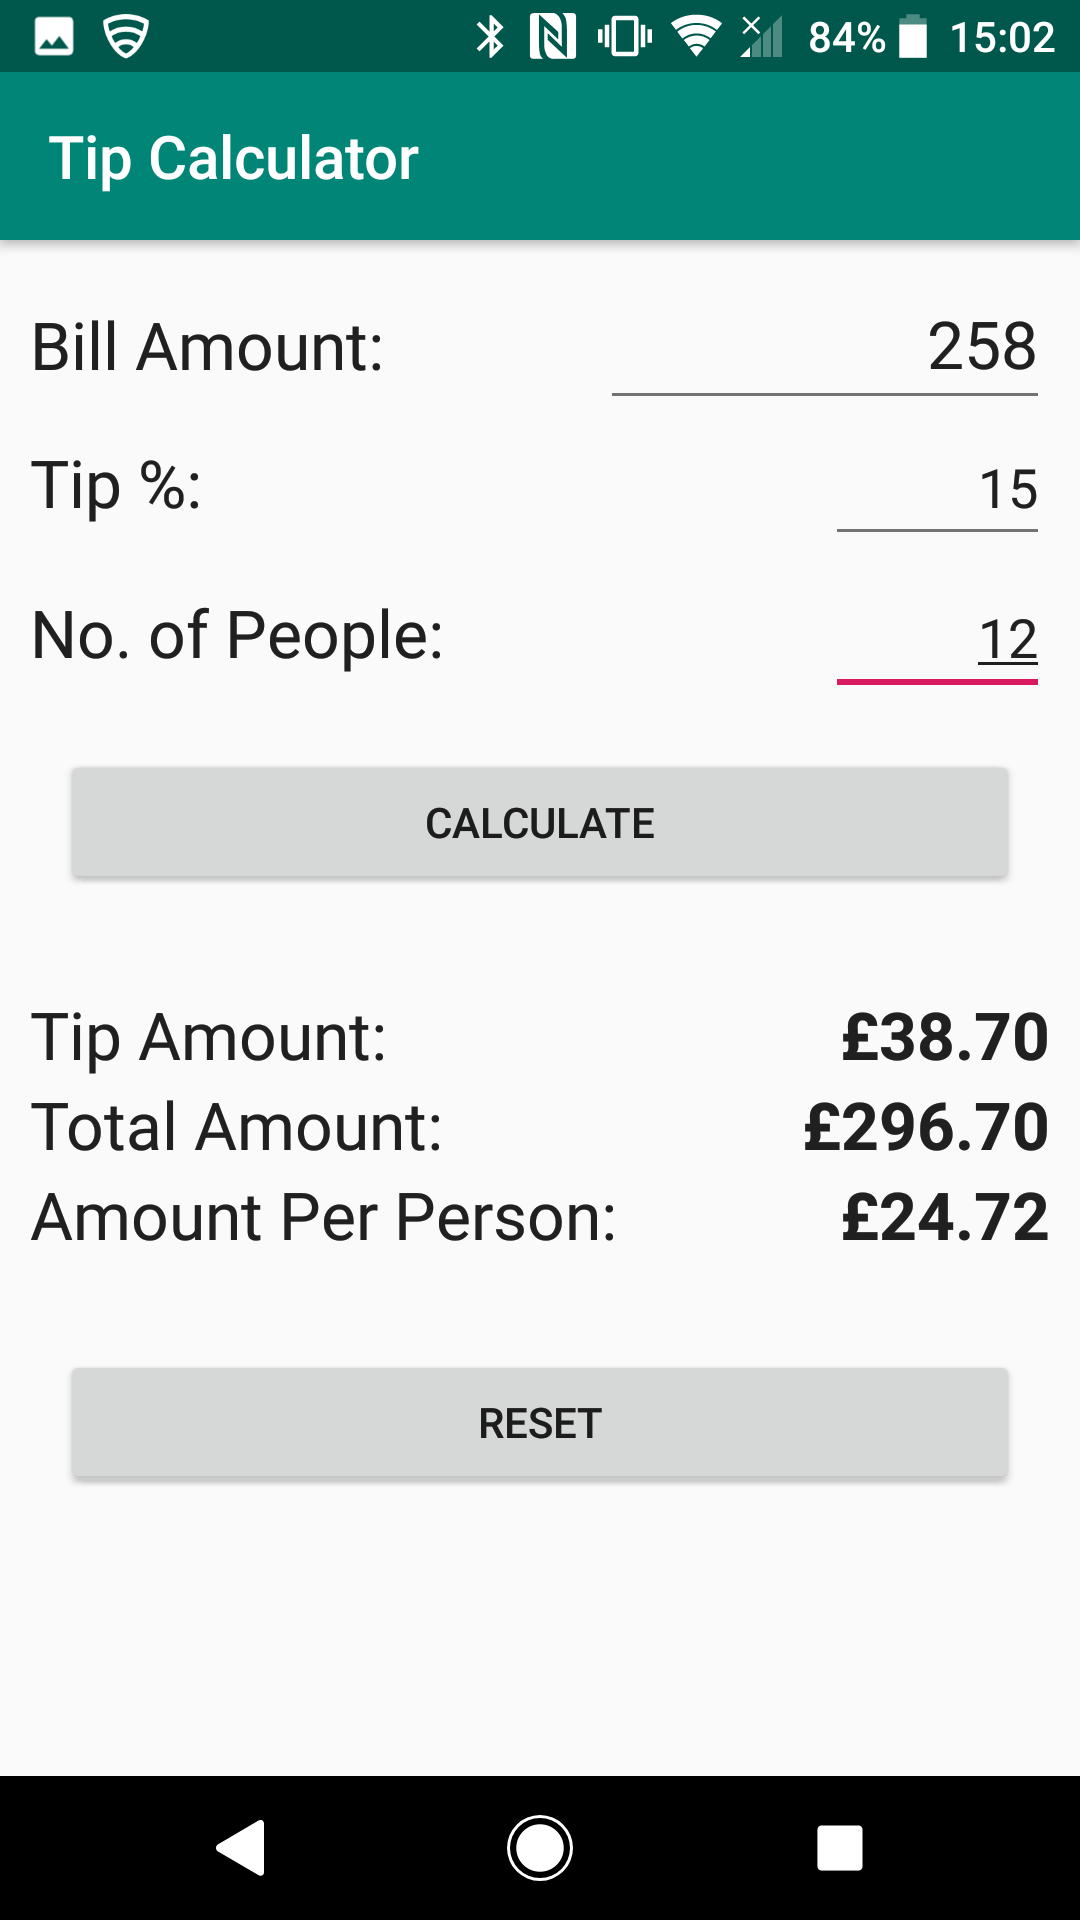 84% 15:02
Tip Calculator
Bill Amount: 258
Tip %: 15
No. of People: 12
CALCULATE
Tip Amount: £38.70
Total Amount: £296.70
Amount Per Person: £24.72
RESET